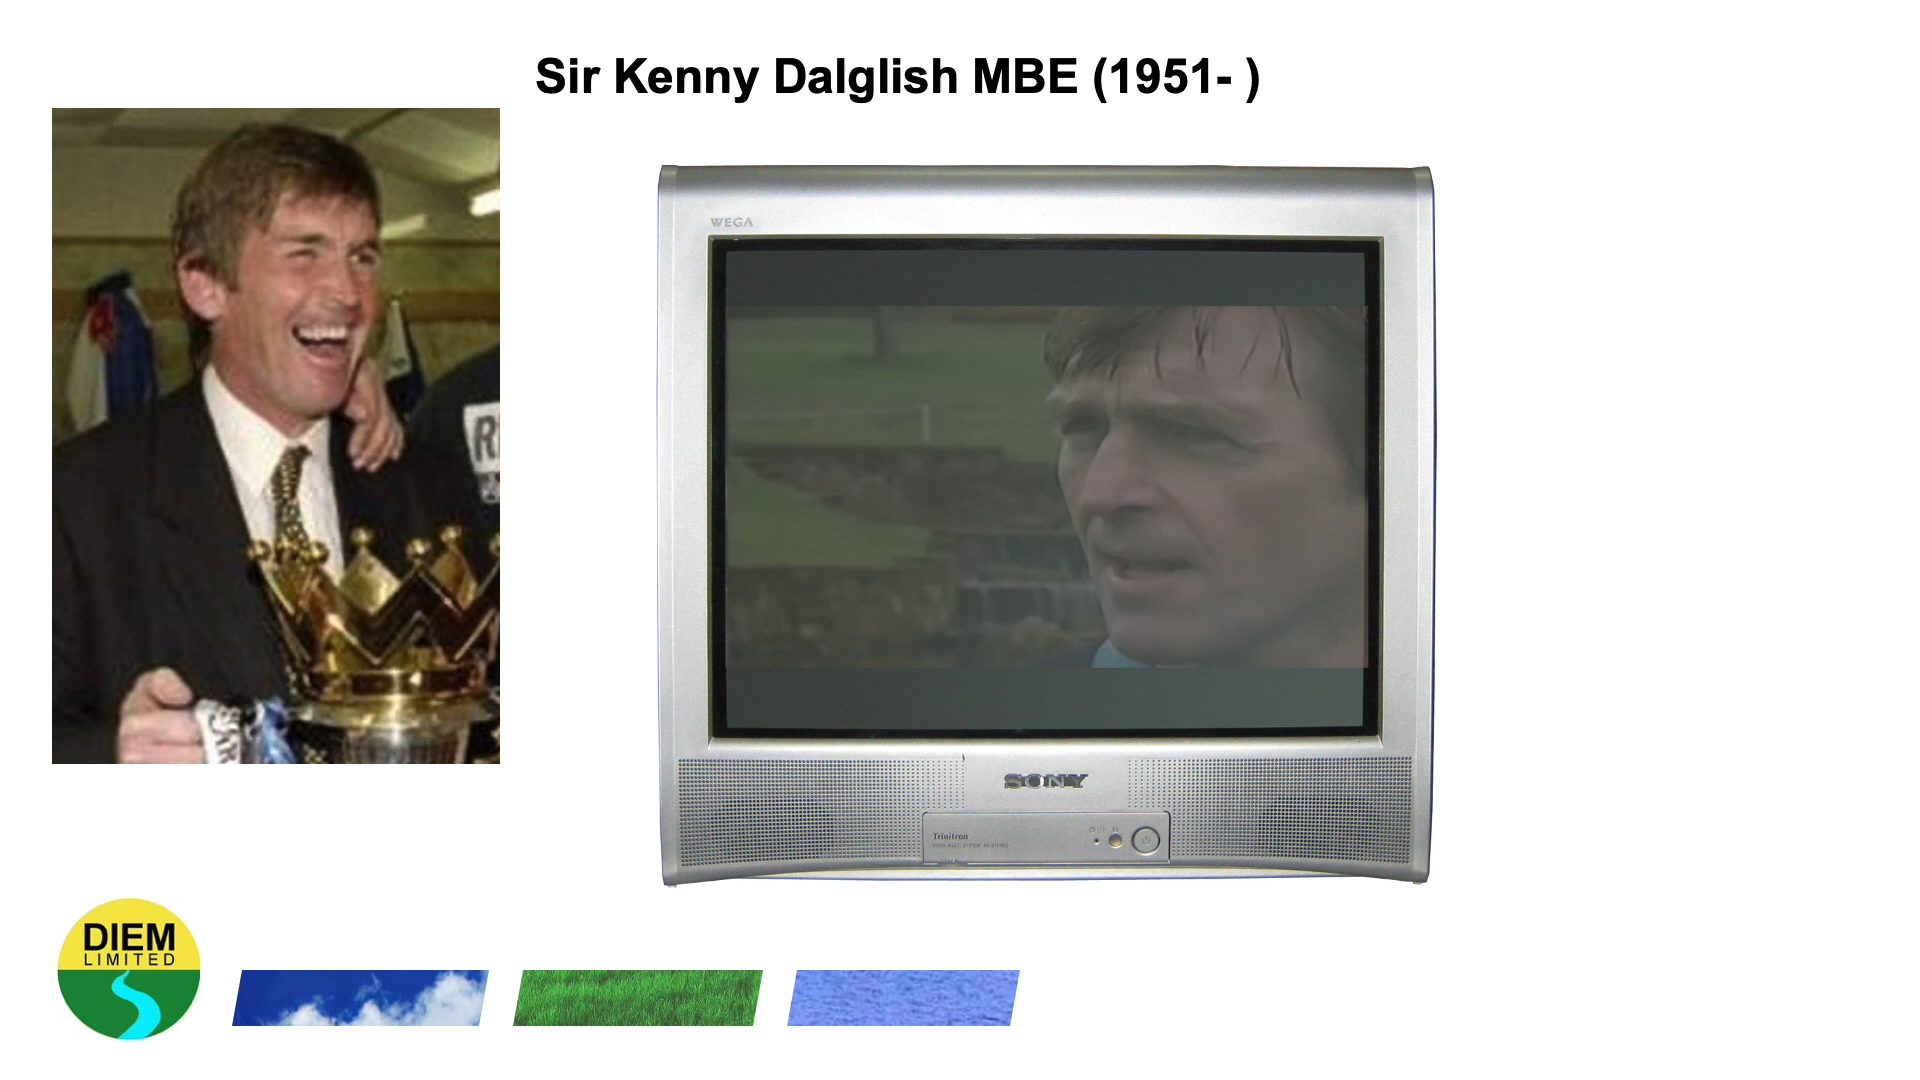 Sir Kenny Dalglish MBE (1951- )
WEGA
SONY
Trinitron
DIEM
LIMITED